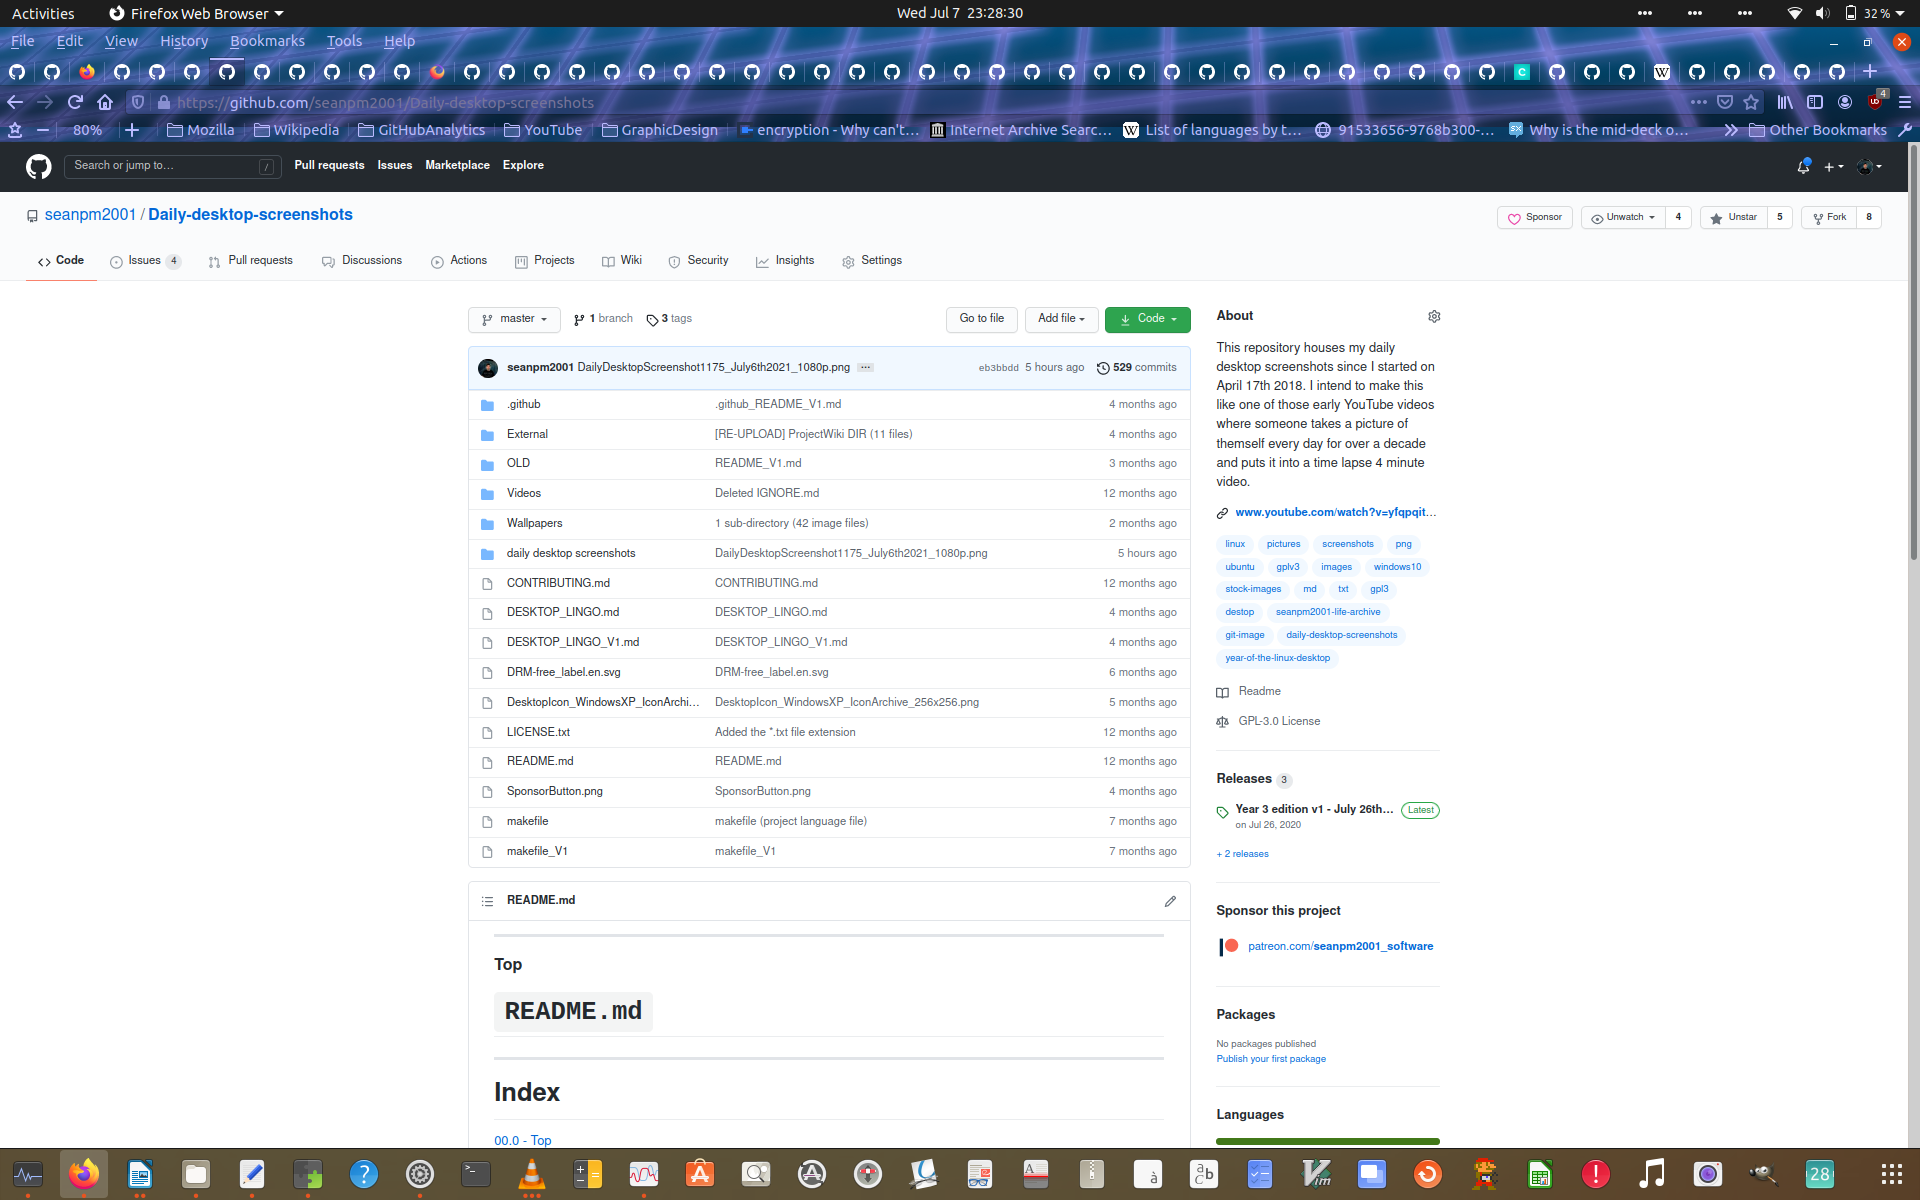 Activities Firefox Web Browser Wed Jul 7 23:28:30 32 %
File Edit View History Bookmarks Tools Help
https://github.com/seanpm2001/Daily-desktop-screenshots 4
80% Mozilla Wikipedia GitHubAnalytics YouTube GraphicDesign encryption - Why can't… Internet Archive Searc… List of languages by t… 91533656-9768b300-… Why is the mid-deck o… Other Bookmarks
Search or jump to… / Pull requests Issues Marketplace Explore
seanpm2001 / Daily-desktop-screenshots Sponsor Unwatch 4 Unstar 5 Fork 8
Code Issues 4 Pull requests Discussions Actions Projects Wiki Security Insights Settings
master 1 branch 3 tags Go to file Add file Code
seanpm2001 DailyDesktopScreenshot1175_July6th2021_1080p.png ... eb3bbdd 5 hours ago 529 commits
.github .github_README_V1.md 4 months ago
External [RE-UPLOAD] ProjectWiki DIR (11 files) 4 months ago
OLD README_V1.md 3 months ago
Videos Deleted IGNORE.md 12 months ago
Wallpapers 1 sub-directory (42 image files) 2 months ago
daily desktop screenshots DailyDesktopScreenshot1175_July6th2021_1080p.png 5 hours ago
CONTRIBUTING.md CONTRIBUTING.md 12 months ago
DESKTOP_LINGO.md DESKTOP_LINGO.md 4 months ago
DESKTOP_LINGO_V1.md DESKTOP_LINGO_V1.md 4 months ago
DRM-free_label.en.svg DRM-free_label.en.svg 6 months ago
DesktopIcon_WindowsXP_IconArchi… DesktopIcon_WindowsXP_IconArchive_256x256.png 5 months ago
LICENSE.txt Added the *.txt file extension 12 months ago
README.md README.md 12 months ago
SponsorButton.png SponsorButton.png 4 months ago
makefile makefile (project language file) 7 months ago
makefile_V1 makefile_V1 7 months ago
README.md
Top
README.md
Index
00.0 - Top
About
This repository houses my daily
desktop screenshots since I started on
April 17th 2018. I intend to make this
like one of those early YouTube videos
where someone takes a picture of
themself every day for over a decade
and puts it into a time lapse 4 minute
video.
www.youtube.com/watch?v=yfqpqit…
linux pictures screenshots png
ubuntu gplv3 images windows10
stock-images md txt gpl3
destop seanpm2001-life-archive
git-image daily-desktop-screenshots
year-of-the-linux-desktop
Readme
GPL-3.0 License
Releases 3
Year 3 edition v1 - July 26th… Latest
on Jul 26, 2020
+ 2 releases
Sponsor this project
patreon.com/seanpm2001_software
Packages
No packages published
Publish your first package
Languages
28